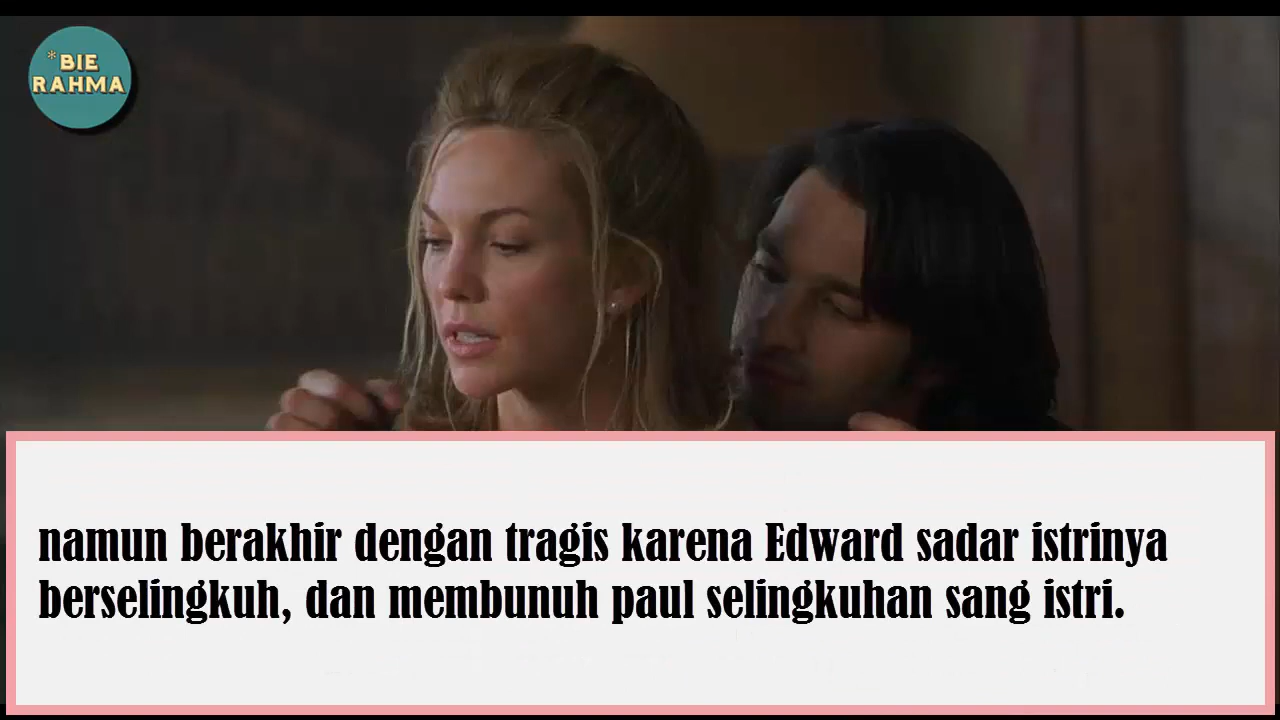 *BIE
RAHMA
namun berakhir dengan tragis karena Edward sadar istrinya
berselingkuh, dan membunuh paul selingkuhan sang istri.